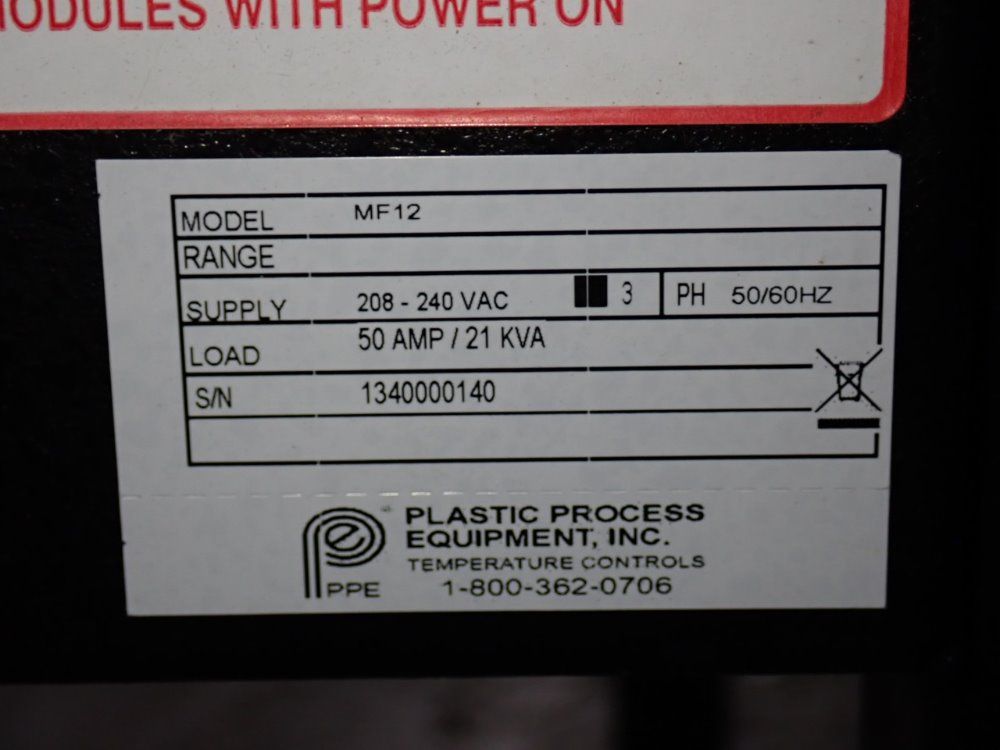 MODULES WITH POWER ON
MODEL MF12
RANGE
SUPPLY 208 - 240 VAC 3 PH 50/60HZ
LOAD 50 AMP / 21 KVA
S/N 1340000140
PLASTIC PROCESS
EQUIPMENT, INC.
TEMPERATURE CONTROLS
PPE 1-800-362-0706